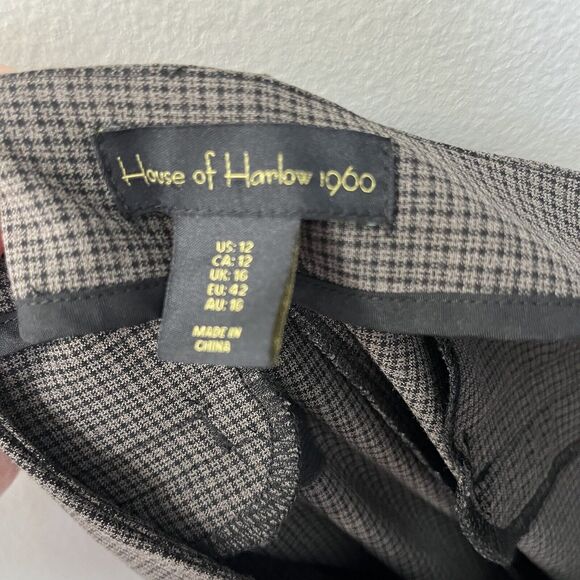 House of Harlow 1960
US: 12
CA: 12
UK: 16
EU: 42
AU: 16
MADE IN
CHINA